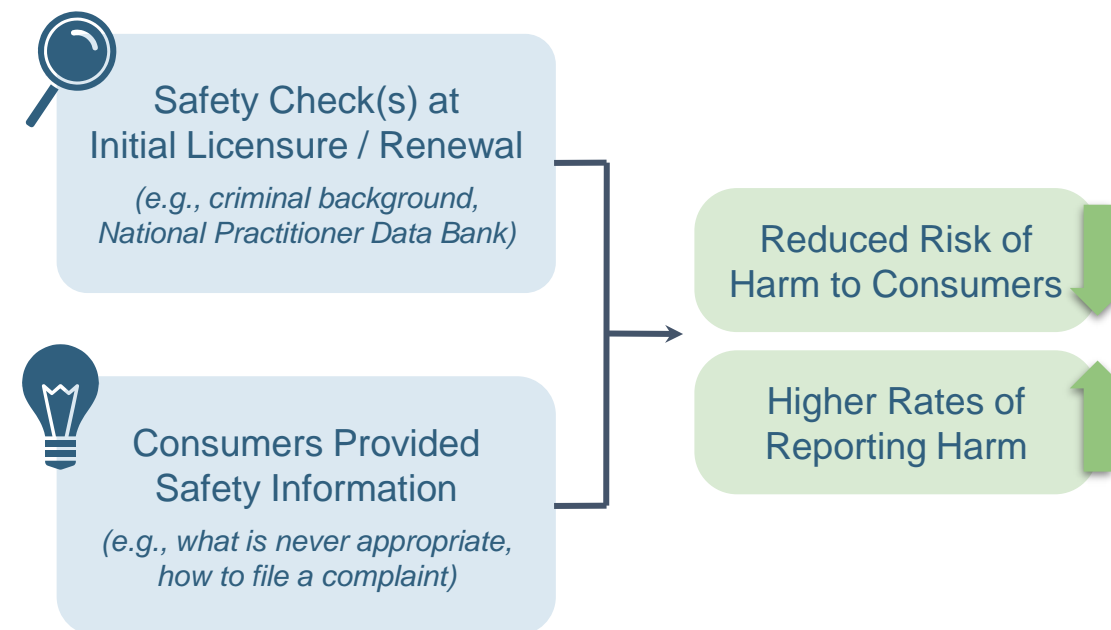 Safety Check(s) at
Initial Licensure / Renewal
(e.g., criminal background,
National Practitioner Data Bank)
Consumers Provided
Safety Information
(e.g., what is never appropriate,
how to file a complaint)
Reduced Risk of
Harm to Consumers
Higher Rates of
Reporting Harm